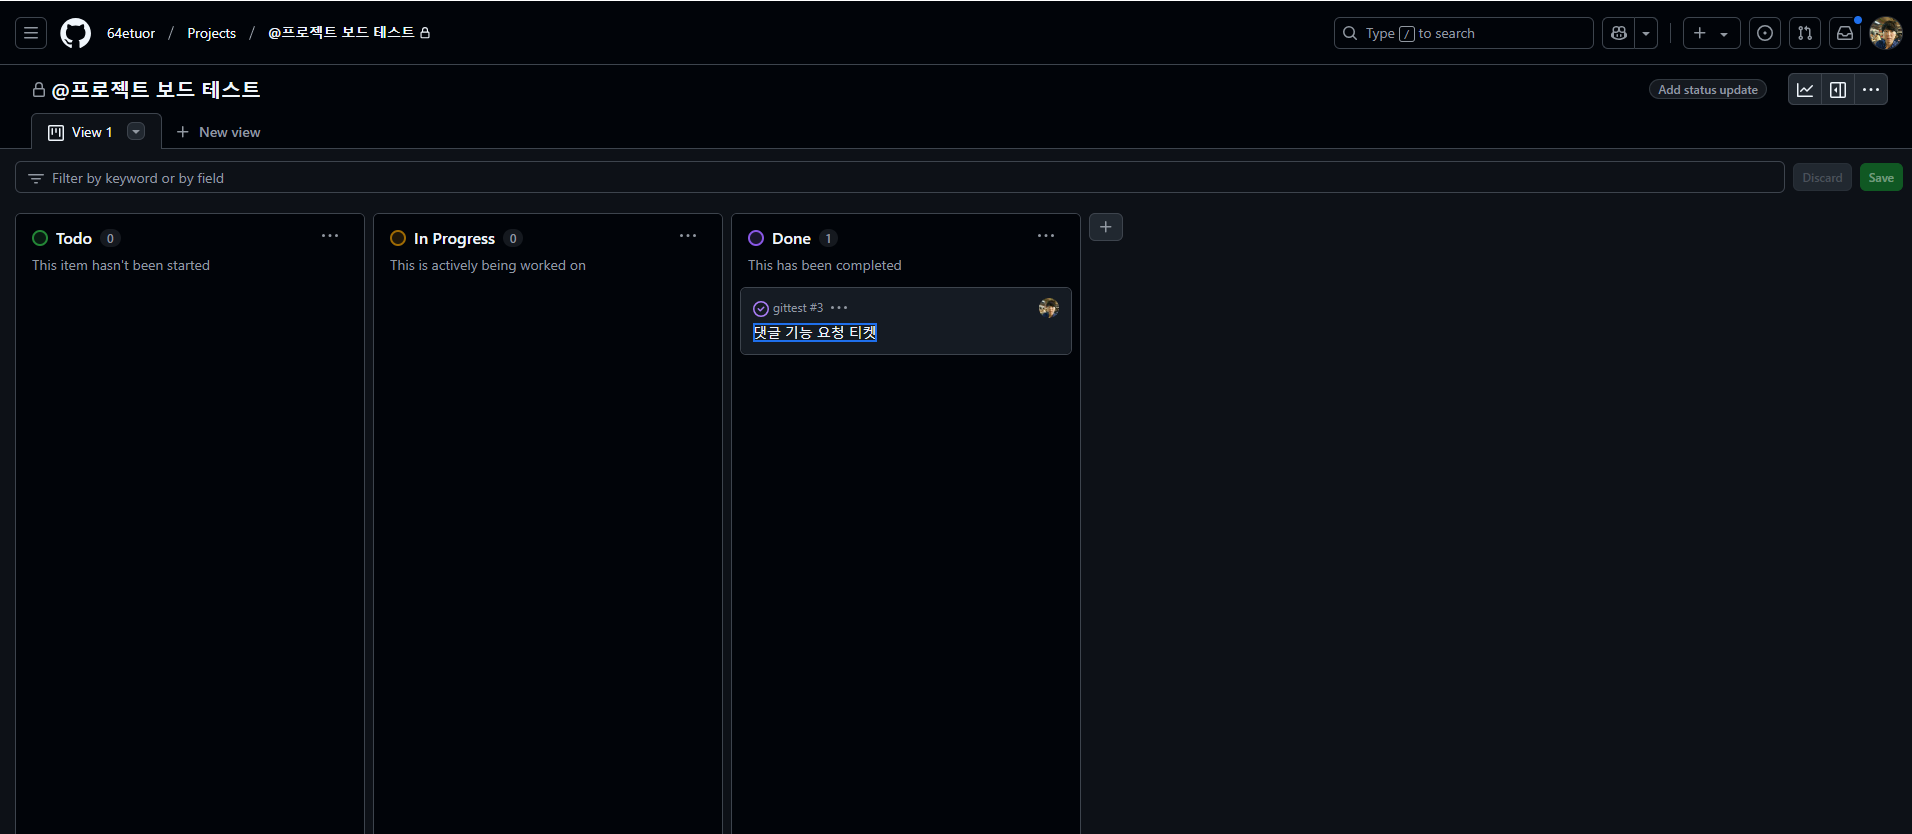 64etuor / Projects / @프로젝트 보드 테스트
Type / to search
@프로젝트 보드 테스트
Add status update
View 1
New view
Filter by keyword or by field
Discard
Save
Todo 0
This item hasn't been started
In Progress 0
This is actively being worked on
Done 1
This has been completed
gittest #3
댓글 기능 요청 티켓